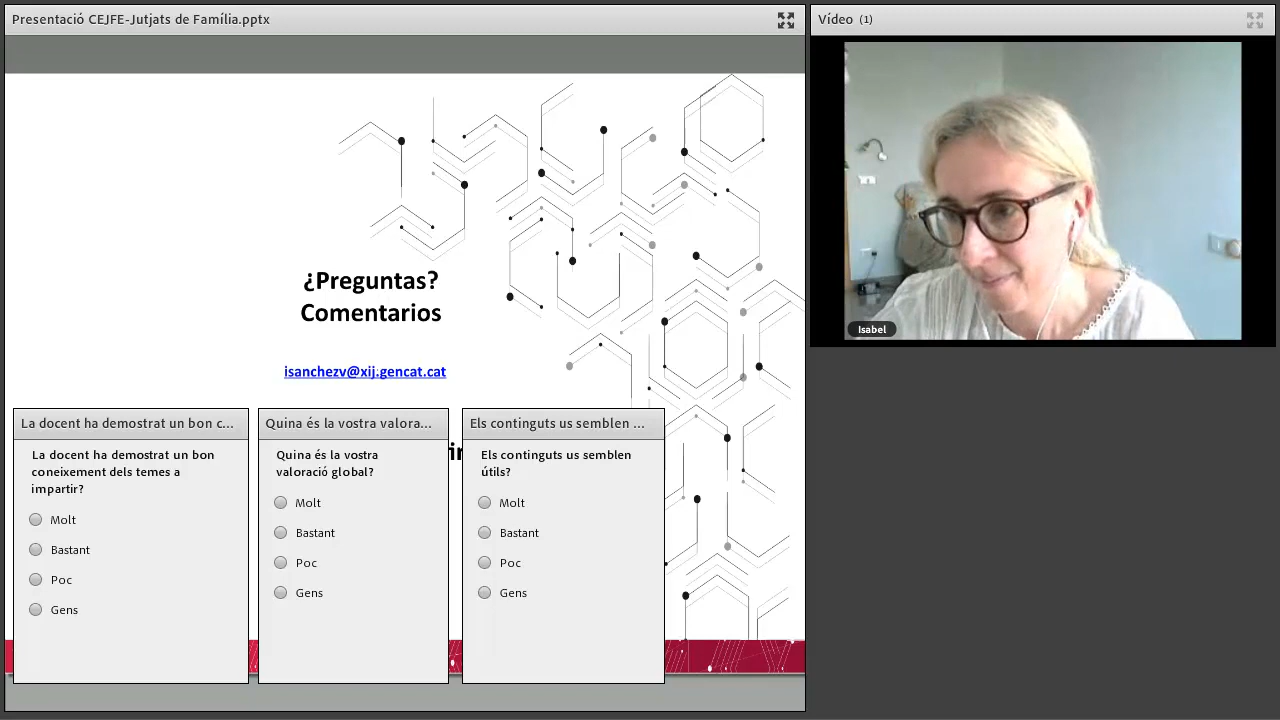 Presentació CEJFE-Jutjats de Família.pptx
Vídeo (1)
¿Preguntas?
Comentarios
isanchezv@xij.gencat.cat
La docent ha demostrat un bon c...
La docent ha demostrat un bon
coneixement dels temes a
impartir?
Molt
Bastant
Poc
Gens
Quina és la vostra valora...
Quina és la vostra
valoració global?
Molt
Bastant
Poc
Gens
Els continguts us semblen ...
Els continguts us semblen
útils?
Molt
Bastant
Poc
Gens
Isabel